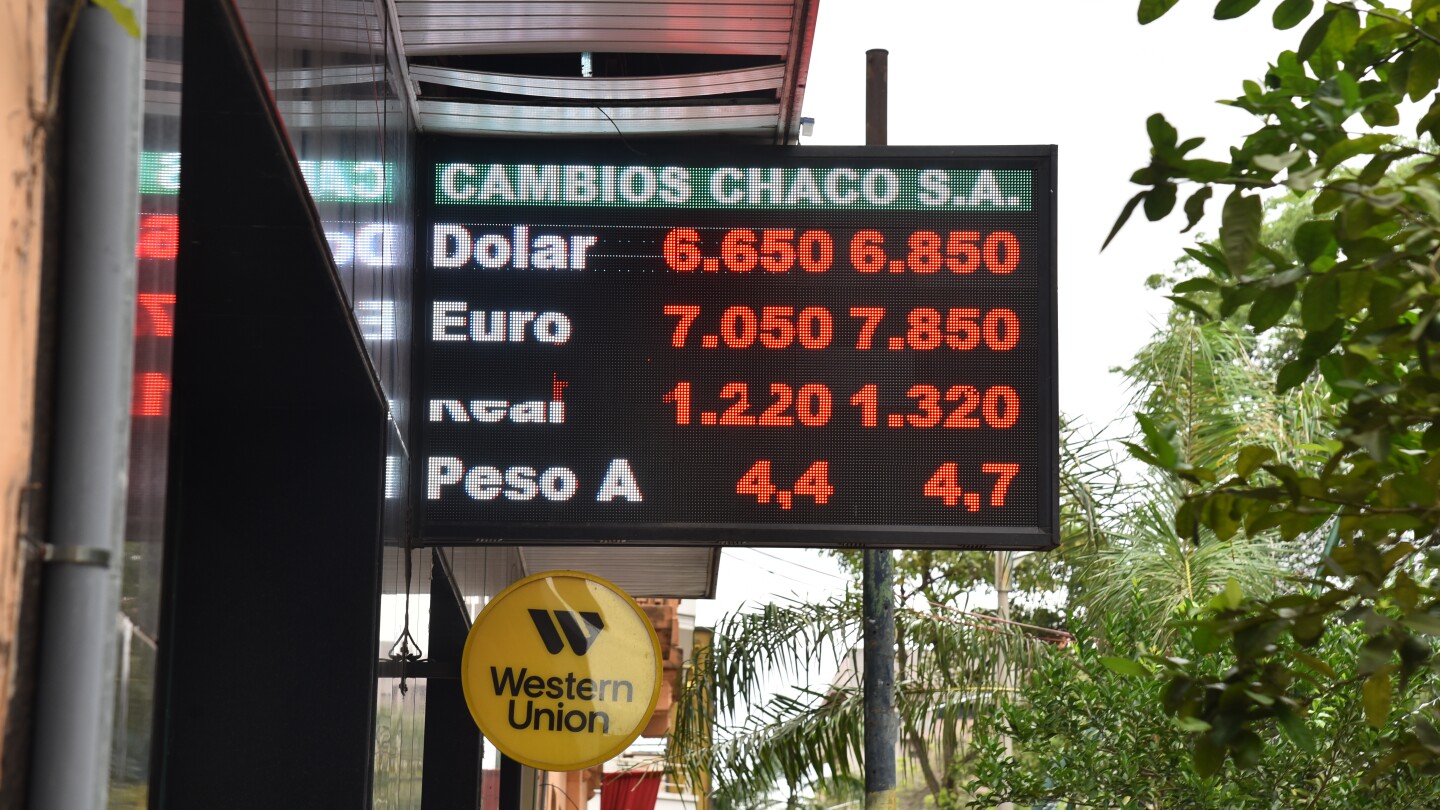 CAMBIOS CHACO S.A.
Dolar 6.650 6.850
Euro 7.050 7.850
Real 1.220 1.320
Peso A 4,4 4,7
Western
Union